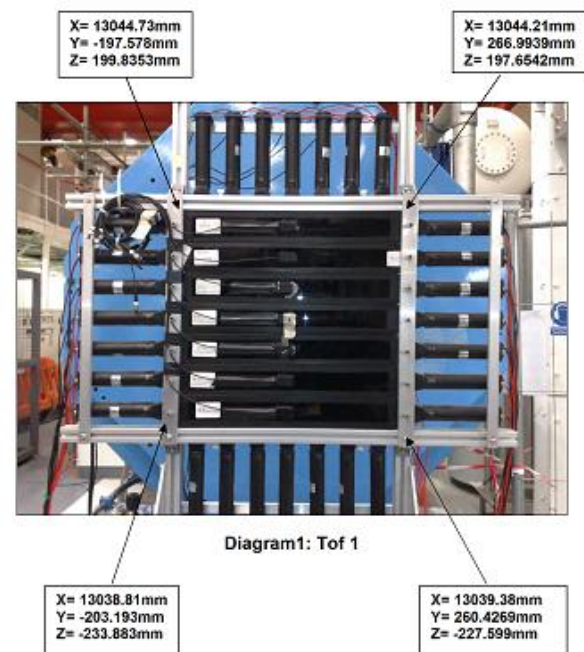 X= 13044.73mm
Y= -197.578mm
Z= 199.8353mm
X= 13044.21mm
Y= 266.9939mm
Z= 197.6542mm
Diagram1: Tof 1
X= 13038.81mm
Y= -203.193mm
Z= -233.883mm
X= 13039.38mm
Y= 260.4269mm
Z= -227.599mm